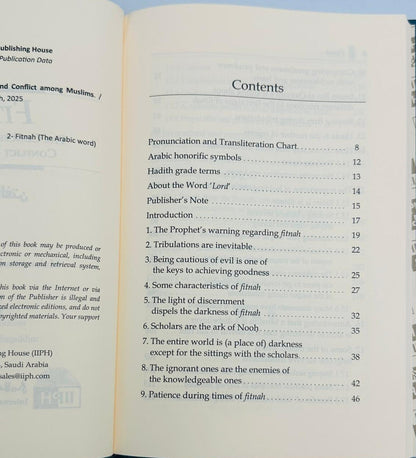 ublishing House
Publication Data
nd Conflict among Muslims. /
h, 2025
2- Fitnah (The Arabic word)
of this book may be produced or
ectronic or mechanical, including
on storage and retrieval system,
his book via the Internet or via
on of the Publisher is illegal and
zed electronic editions, and do not
yrighted materials. Your support
ng House (IIPH)
, Saudi Arabia
sales@iiph.com
Contents
Pronunciation and Transliteration Chart 8
Arabic honorific symbols 12
Hadith grade terms 13
About the Word ‘Lord’ 14
Publisher's Note 15
Introduction 17
1. The Prophet's warning regarding fitnah 19
2. Tribulations are inevitable 22
3. Being cautious of evil is one of
the keys to achieving goodness 25
4. Some characteristics of fitnah 27
5. The light of discernment
dispels the darkness of fitnah 32
6. Scholars are the ark of Nooh 35
7. The entire world is (a place of) darkness
except for the sittings with the scholars 38
8. The ignorant ones are the enemies of
the knowledgeable ones 42
9. Patience during times of fitnah 46